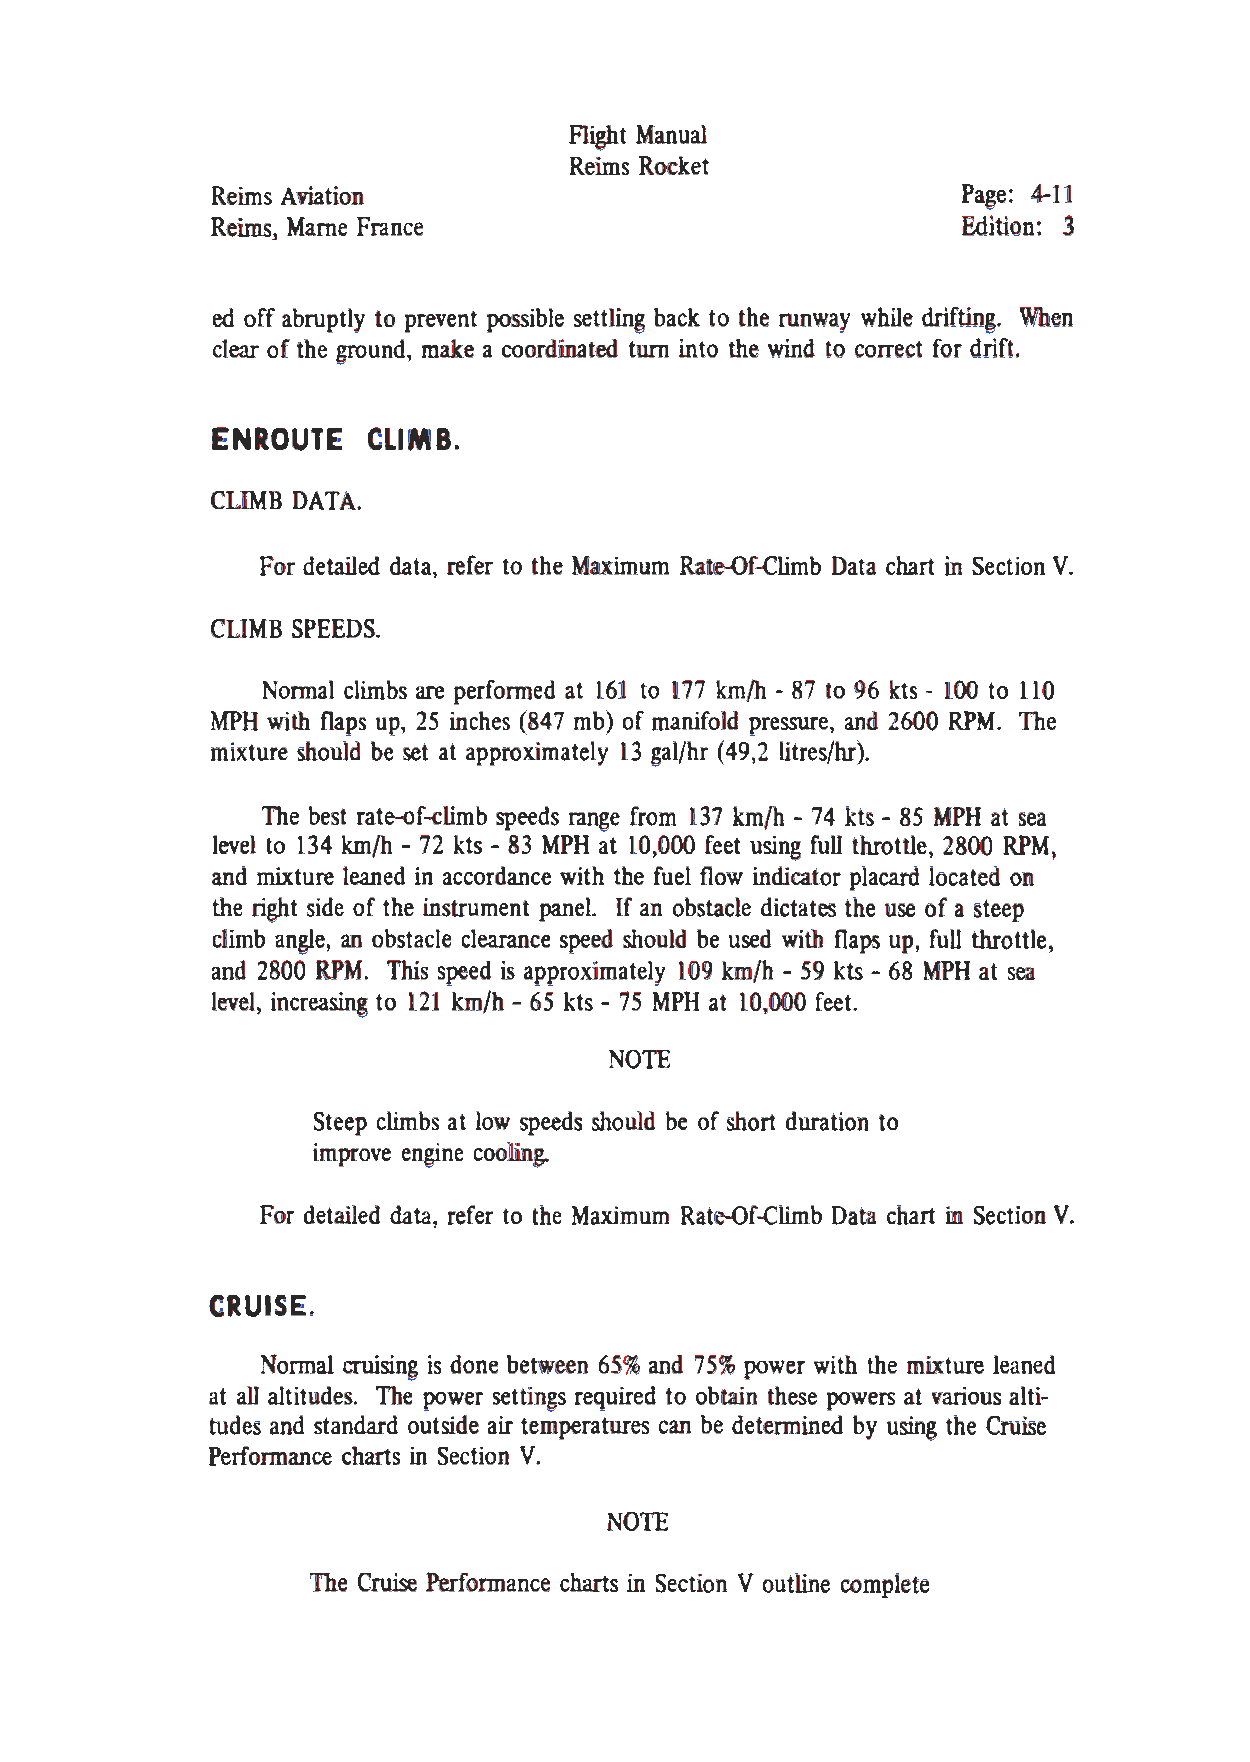 Flight Manual
Reims Rocket
Reims Aviation Page: 4-11
Reims, Marne France Edition: 3
ed off abruptly to prevent possible settling back to the runway while drifting. When
clear of the ground, make a coordinated turn into the wind to correct for drift.
ENROUTE CLIMB.
CLIMB DATA.
For detailed data, refer to the Maximum Rate-Of-Climb Data chart in Section V.
CLIMB SPEEDS.
Normal climbs are performed at 161 to 177 km/h - 87 to 96 kts - 100 to 110
MPH with flaps up, 25 inches (847 mb) of manifold pressure, and 2600 RPM. The
mixture should be set at approximately 13 gal/hr (49,2 litres/hr).
The best rate-of-climb speeds range from 137 km/h - 74 kts - 85 MPH at sea
level to 134 km/h - 72 kts - 83 MPH at 10,000 feet using full throttle, 2800 RPM,
and mixture leaned in accordance with the fuel flow indicator placard located on
the right side of the instrument panel. If an obstacle dictates the use of a steep
climb angle, an obstacle clearance speed should be used with flaps up, full throttle,
and 2800 RPM. This speed is approximately 109 km/h - 59 kts - 68 MPH at sea
level, increasing to 121 km/h - 65 kts - 75 MPH at 10,000 feet.
NOTE
Steep climbs at low speeds should be of short duration to
improve engine cooling.
For detailed data, refer to the Maximum Rate-Of-Climb Data chart in Section V.
CRUISE.
Normal cruising is done between 65% and 75% power with the mixture leaned
at all altitudes. The power settings required to obtain these powers at various alti-
tudes and standard outside air temperatures can be determined by using the Cruise
Performance charts in Section V.
NOTE
The Cruise Performance charts in Section V outline complete